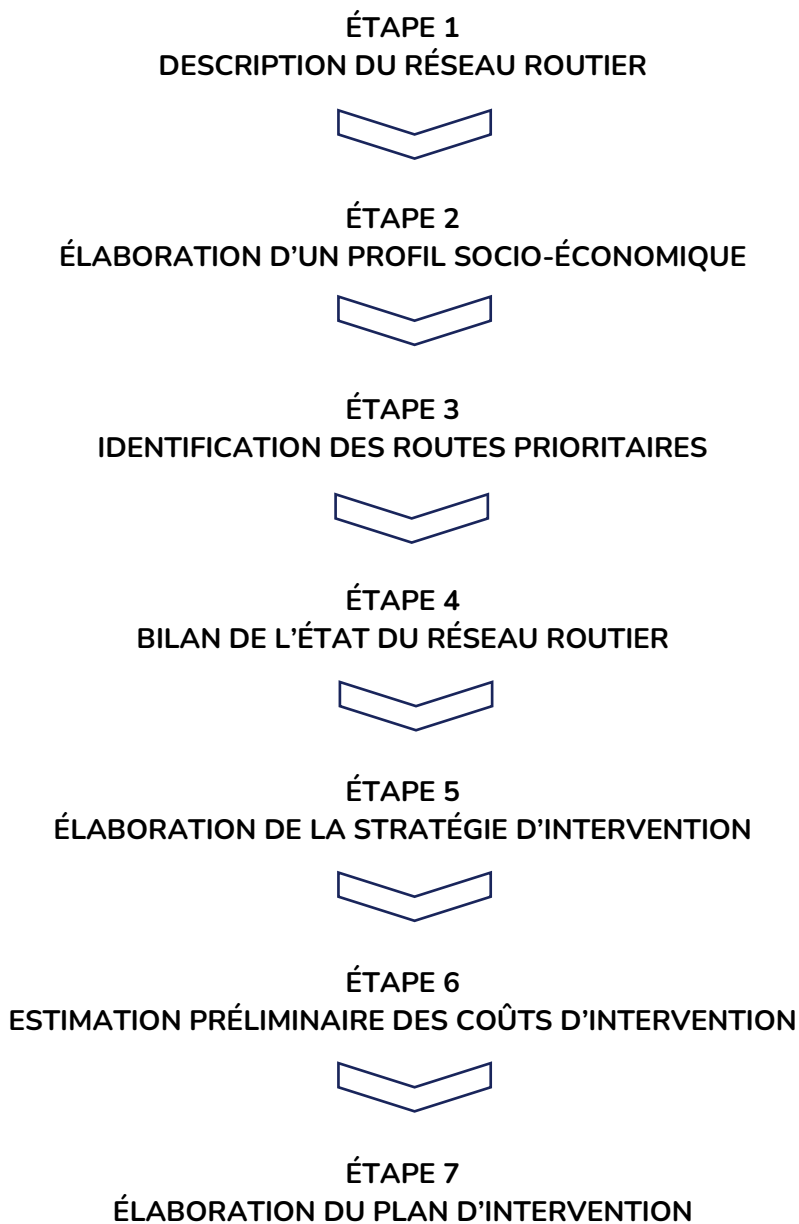 ÉTAPE 1
DESCRIPTION DU RÉSEAU ROUTIER
ÉTAPE 2
ÉLABORATION D’UN PROFIL SOCIO-ÉCONOMIQUE
ÉTAPE 3
IDENTIFICATION DES ROUTES PRIORITAIRES
ÉTAPE 4
BILAN DE L’ÉTAT DU RÉSEAU ROUTIER
ÉTAPE 5
ÉLABORATION DE LA STRATÉGIE D’INTERVENTION
ÉTAPE 6
ESTIMATION PRÉLIMINAIRE DES COÛTS D’INTERVENTION
ÉTAPE 7
ÉLABORATION DU PLAN D’INTERVENTION